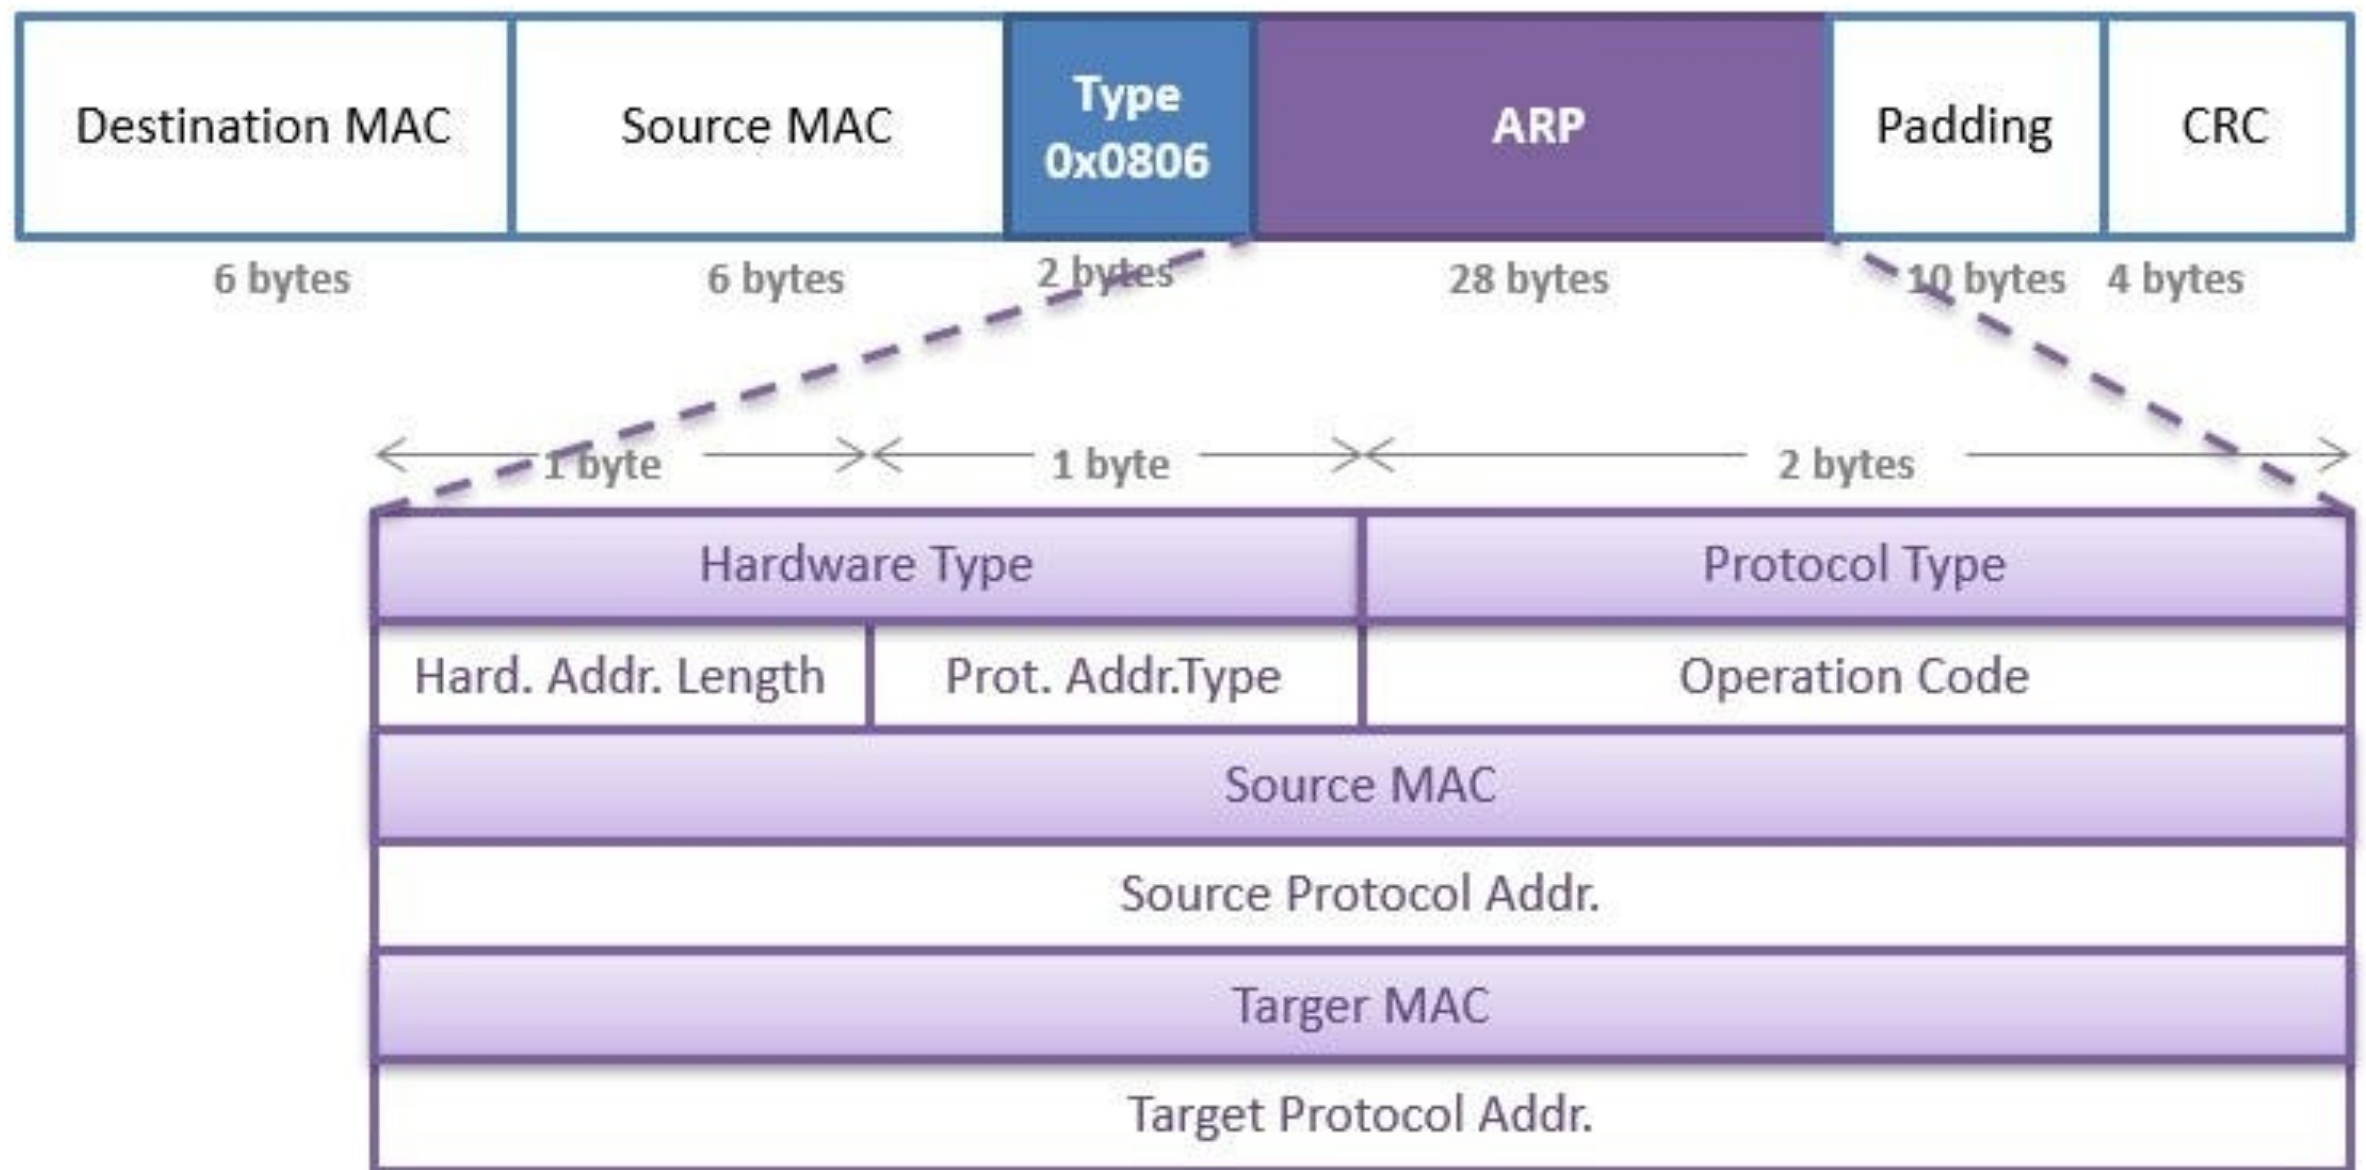 Destination MAC
Source MAC
Type
0x0806
ARP
Padding
CRC
6 bytes
6 bytes
2 bytes
28 bytes
10 bytes
4 bytes
1 byte
1 byte
2 bytes
Hardware Type
Protocol Type
Hard. Addr. Length
Prot. Addr.Type
Operation Code
Source MAC
Source Protocol Addr.
Targer MAC
Target Protocol Addr.